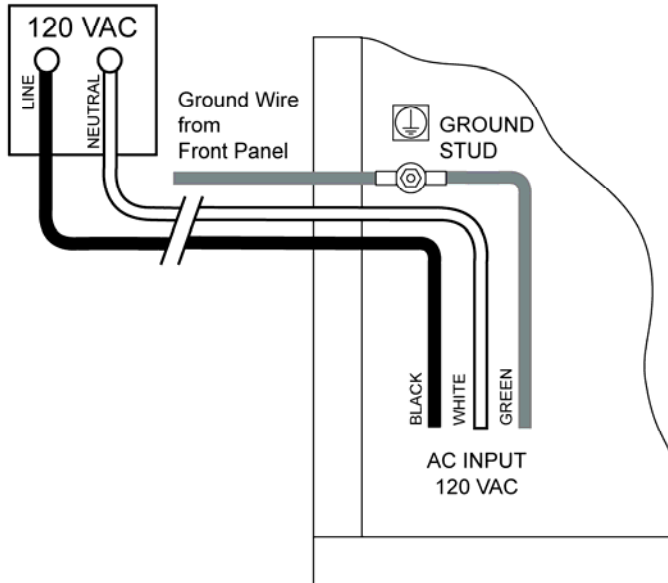 120 VAC
LINE
NEUTRAL
Ground Wire
from
Front Panel
GROUND
STUD
BLACK
WHITE
GREEN
AC INPUT
120 VAC